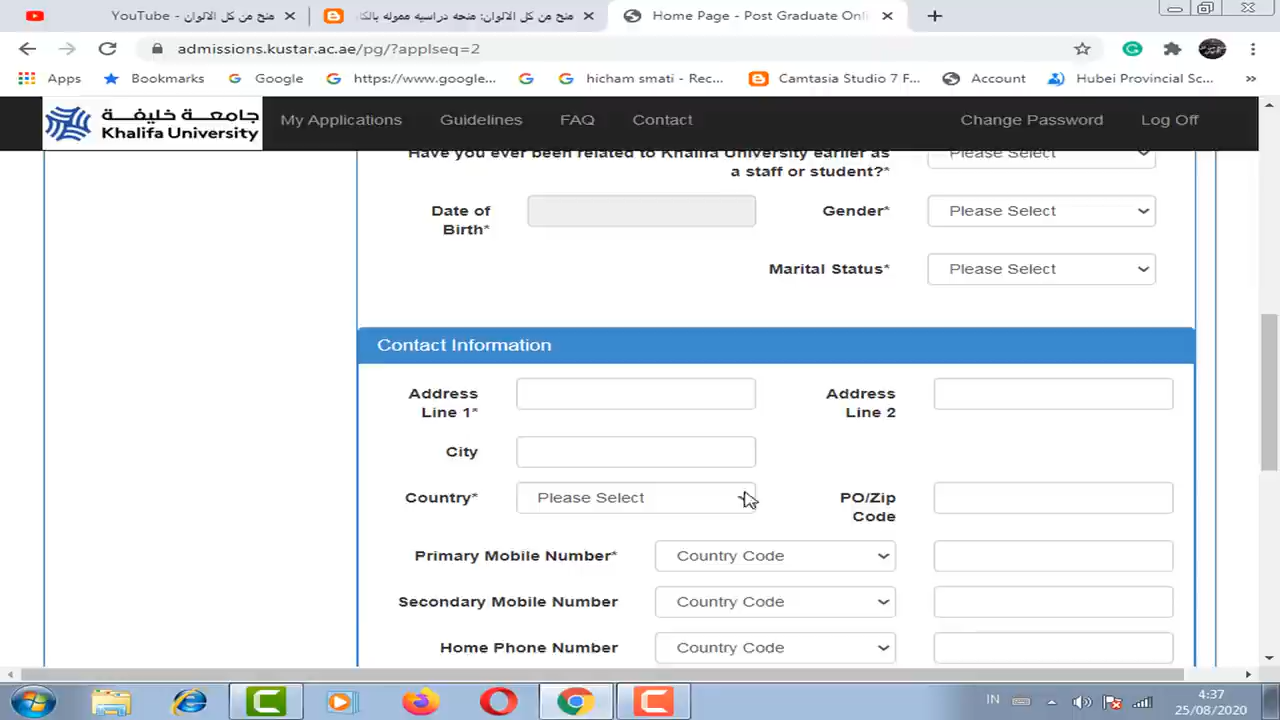 YouTube - منح من كل الالوان
منح من كل الالوان: منحه دراسيه مموله بالكا
Home Page - Post Graduate Onli
admissions.kustar.ac.ae/pg/?applseq=2
Apps
Bookmarks
Google
https://www.google...
hicham smati - Rec...
Camtasia Studio 7 F...
Account
Hubei Provincial Sc...
»
جامعة خليفة
Khalifa University
My Applications
Guidelines
FAQ
Contact
Change Password
Log Off
Have you ever been related to Khalifa University earlier as
a staff or student?*
Please Select
Date of
Birth*
Gender*
Please Select
Marital Status*
Please Select
Contact Information
Address
Line 1*
Address
Line 2
City
Country*
Please Select
PO/Zip
Code
Primary Mobile Number*
Country Code
Secondary Mobile Number
Country Code
Home Phone Number
Country Code
IN
4:37
25/08/2020